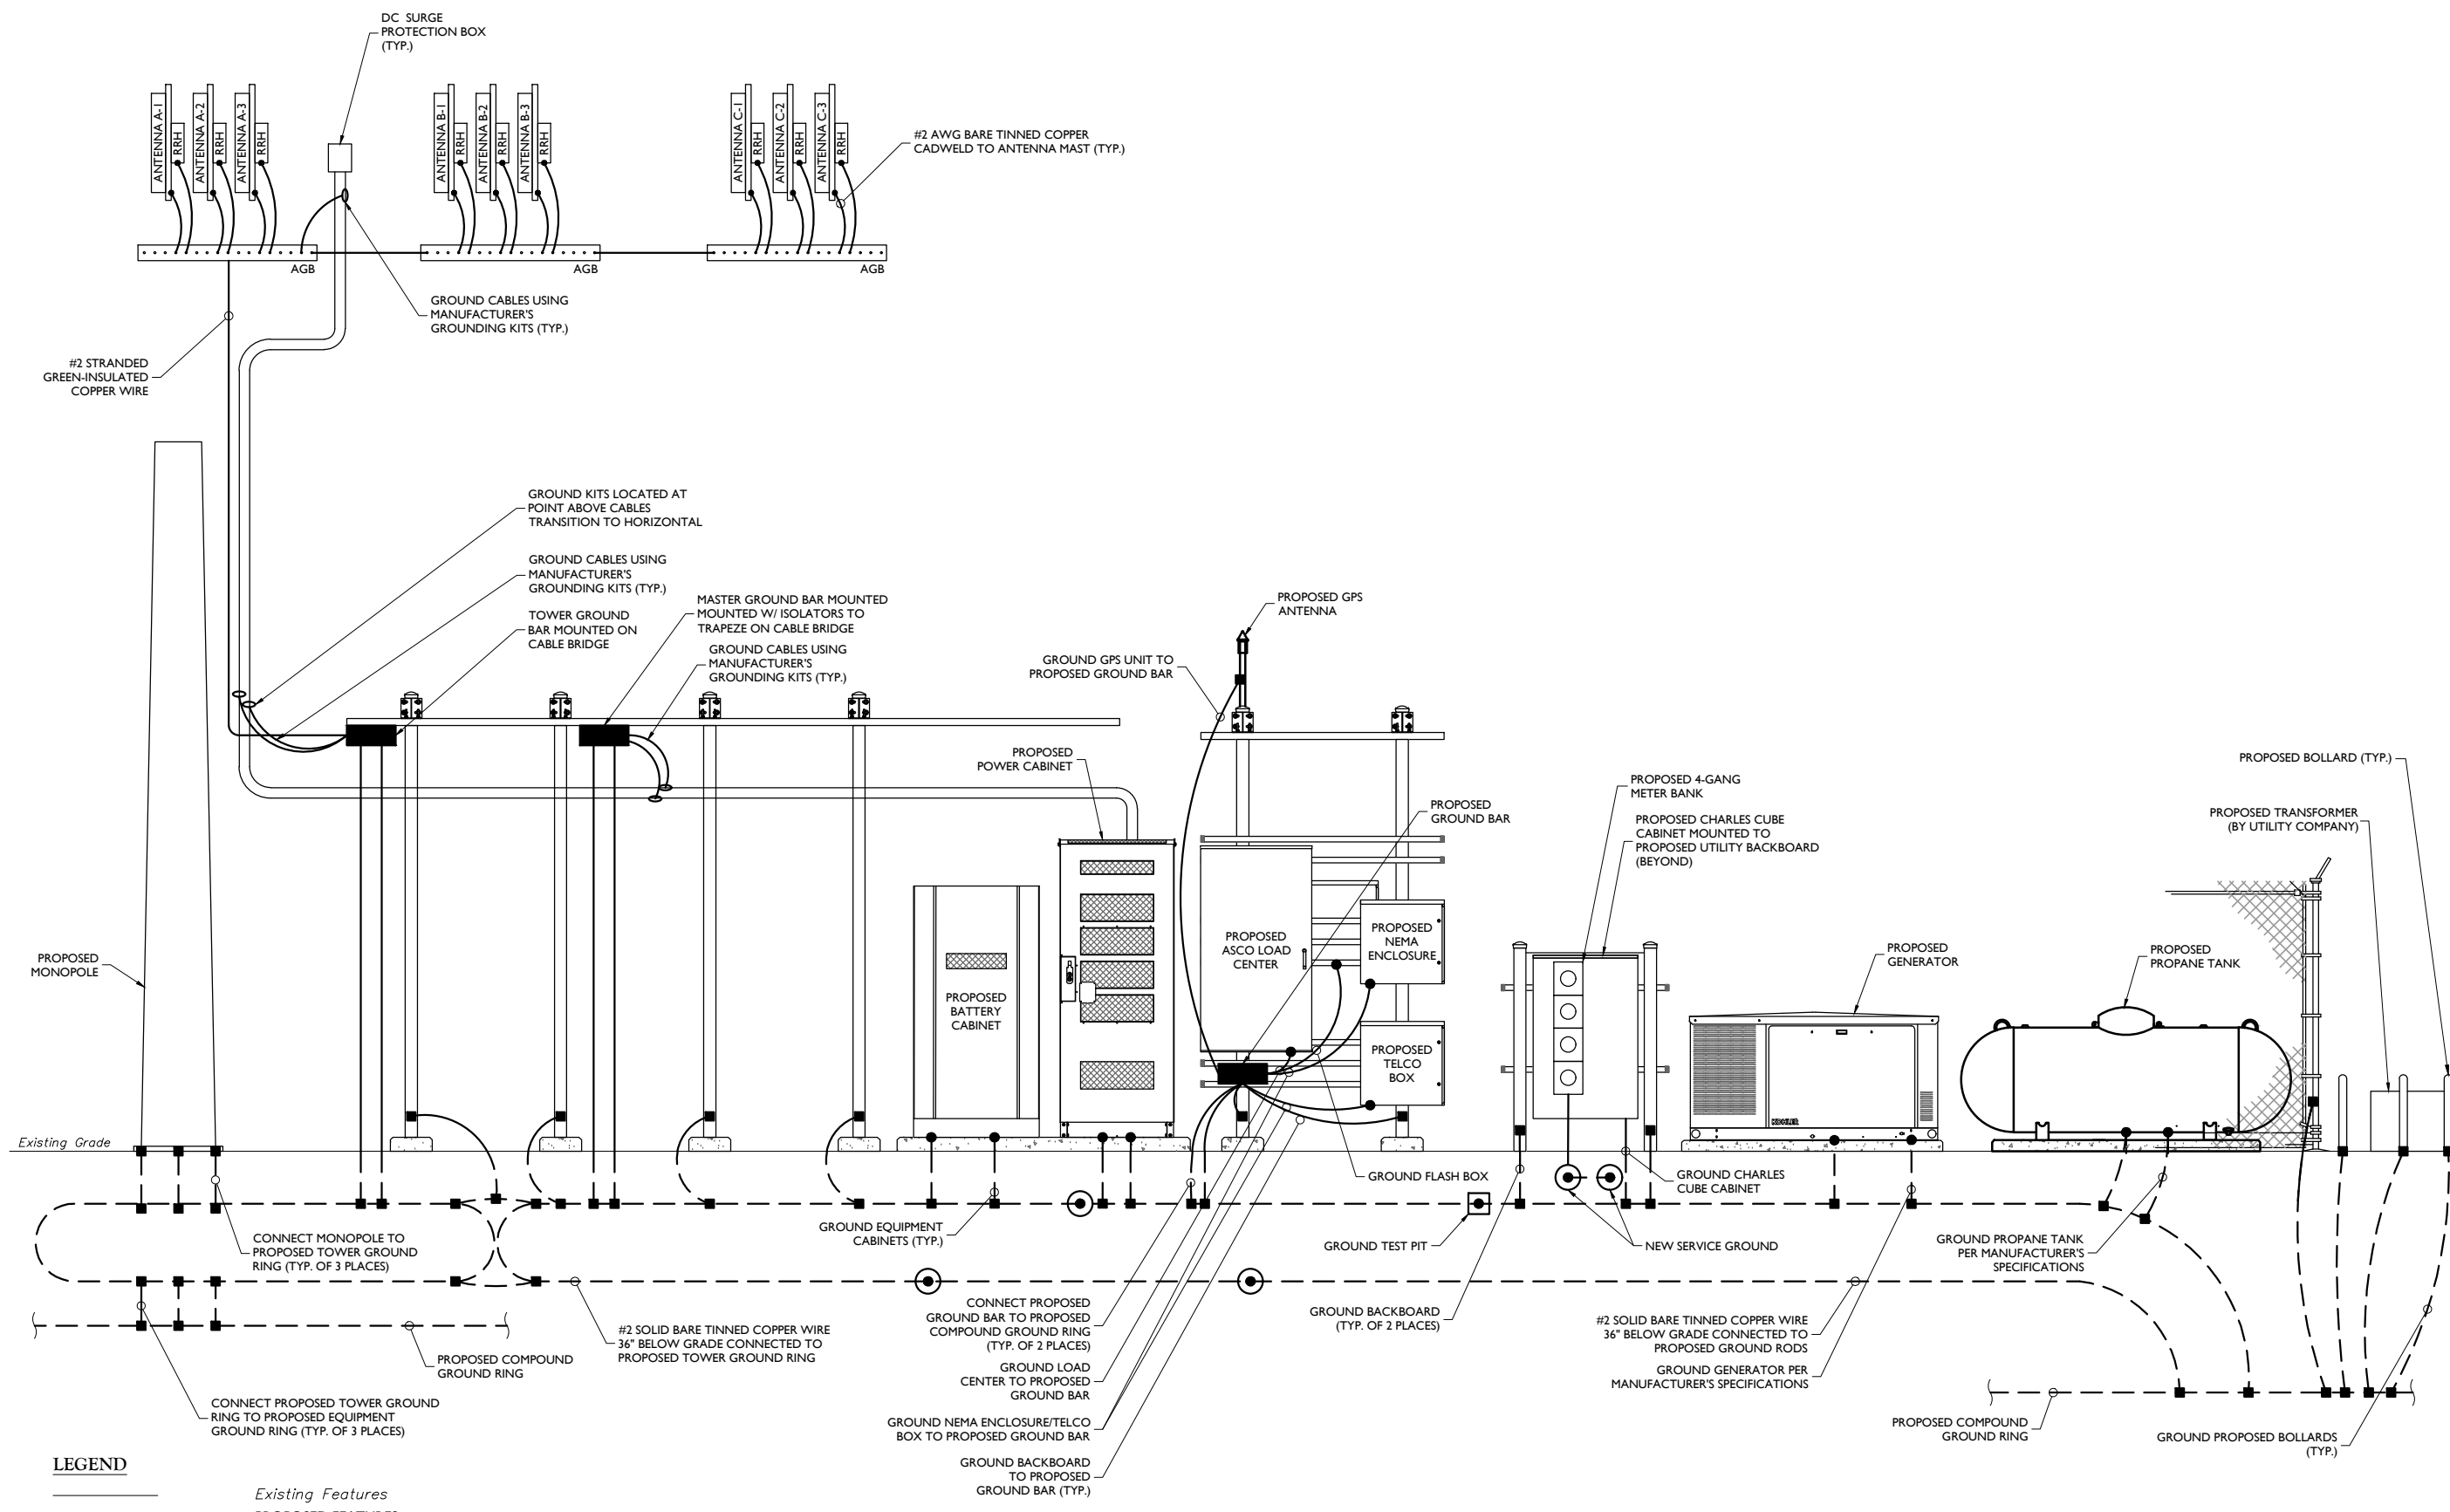 DC SURGE
PROTECTION BOX
(TYP.)
ANTENNA A-1
RRH
ANTENNA A-2
RRH
ANTENNA A-3
RRH
ANTENNA B-1
RRH
ANTENNA B-2
RRH
ANTENNA B-3
RRH
ANTENNA C-1
RRH
ANTENNA C-2
RRH
ANTENNA C-3
RRH
#2 AWG BARE TINNED COPPER
CADWELD TO ANTENNA MAST (TYP.)
AGB
AGB
AGB
GROUND CABLES USING
MANUFACTURER'S
GROUNDING KITS (TYP.)
#2 STRANDED
GREEN-INSULATED
COPPER WIRE
GROUND KITS LOCATED AT
POINT ABOVE CABLES
TRANSITION TO HORIZONTAL
GROUND CABLES USING
MANUFACTURER'S
GROUNDING KITS (TYP.)
TOWER GROUND
BAR MOUNTED ON
CABLE BRIDGE
MASTER GROUND BAR MOUNTED
MOUNTED W/ ISOLATORS TO
TRAPEZE ON CABLE BRIDGE
GROUND CABLES USING
MANUFACTURER'S
GROUNDING KITS (TYP.)
PROPOSED GPS
ANTENNA
GROUND GPS UNIT TO
PROPOSED GROUND BAR
PROPOSED
POWER CABINET
PROPOSED
GROUND BAR
PROPOSED 4-GANG
METER BANK
PROPOSED CHARLES CUBE
CABINET MOUNTED TO
PROPOSED UTILITY BACKBOARD
(BEYOND)
PROPOSED BOLLARD (TYP.)
PROPOSED TRANSFORMER
(BY UTILITY COMPANY)
PROPOSED
MONOPOLE
PROPOSED
BATTERY
CABINET
PROPOSED
ASCO LOAD
CENTER
PROPOSED
NEMA
ENCLOSURE
PROPOSED
TELCO
BOX
PROPOSED
GENERATOR
PROPOSED
PROPANE TANK
KOHLER
Existing Grade
GROUND FLASH BOX
GROUND CHARLES
CUBE CABINET
CONNECT MONOPOLE TO
PROPOSED TOWER GROUND
RING (TYP. OF 3 PLACES)
GROUND EQUIPMENT
CABINETS (TYP.)
GROUND TEST PIT
NEW SERVICE GROUND
GROUND PROPANE TANK
PER MANUFACTURER'S
SPECIFICATIONS
#2 SOLID BARE TINNED COPPER WIRE
36" BELOW GRADE CONNECTED TO
PROPOSED TOWER GROUND RING
CONNECT PROPOSED
GROUND BAR TO PROPOSED
COMPOUND GROUND RING
(TYP. OF 2 PLACES)
GROUND BACKBOARD
(TYP. OF 2 PLACES)
#2 SOLID BARE TINNED COPPER WIRE
36" BELOW GRADE CONNECTED TO
PROPOSED GROUND RODS
PROPOSED COMPOUND
GROUND RING
GROUND LOAD
CENTER TO PROPOSED
GROUND BAR
GROUND GENERATOR PER
MANUFACTURER'S SPECIFICATIONS
CONNECT PROPOSED TOWER GROUND
RING TO PROPOSED EQUIPMENT
GROUND RING (TYP. OF 3 PLACES)
GROUND NEMA ENCLOSURE/TELCO
BOX TO PROPOSED GROUND BAR
PROPOSED COMPOUND
GROUND RING
GROUND PROPOSED BOLLARDS
(TYP.)
GROUND BACKBOARD
TO PROPOSED
GROUND BAR (TYP.)
LEGEND
Existing Features
PROPOSED FEATURES